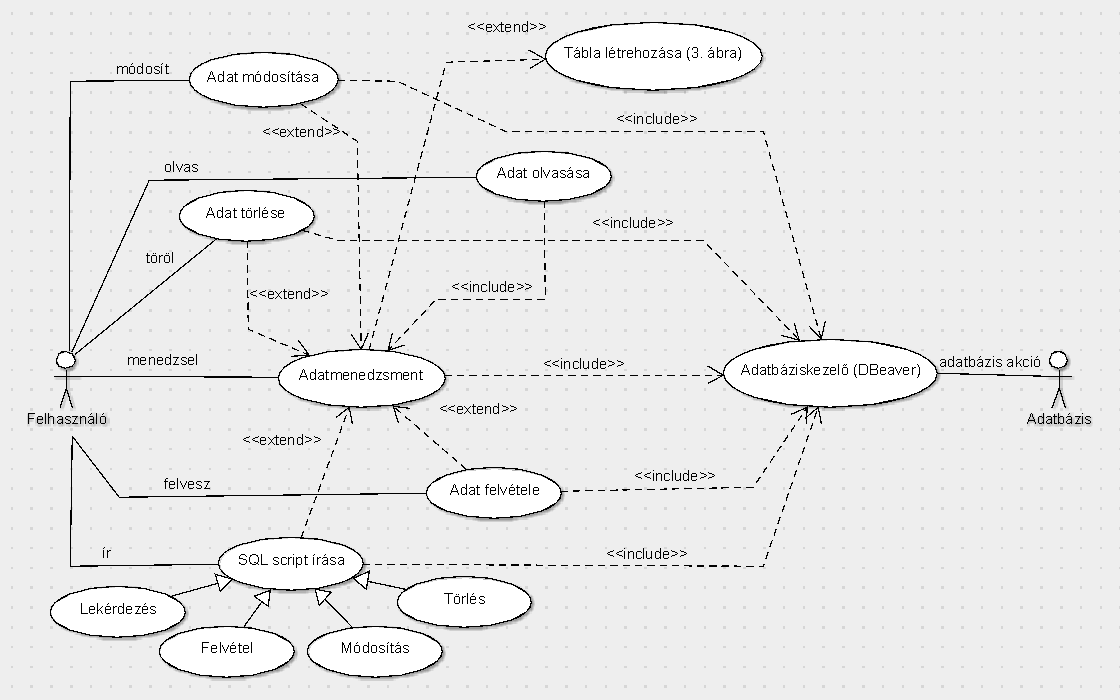 <<extend>>
Tábla létrehozása (3. ábra)
módosít
Adat módosítása
<<include>>
<<extend>>
olvas
Adat olvasása
Adat törlése
<<include>>
töröl
<<include>>
<<extend>>
menedzsel
<<include>>
adatbázis akció
Adatmenedzsment
Adatbáziskezelő (DBeaver)
<<extend>>
Felhasználó
Adatbázis
<<extend>>
<<include>>
felvesz
Adat felvétele
ír
<<include>>
SQL script írása
Törlés
Lekérdezés
Felvétel
Módosítás